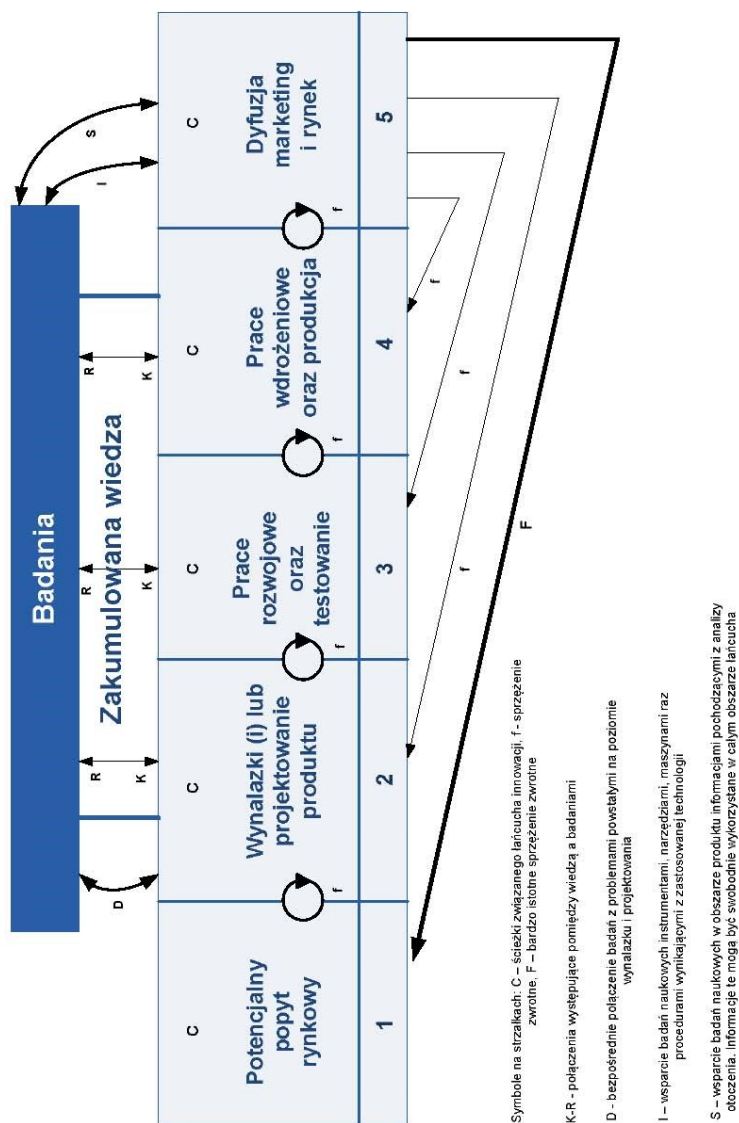 Badania
Zakumulowana wiedza
D
R
K
R
K
R
K
I
S
C
C
C
C
C
Potencjalny
popyt
rynkowy
Wynalazki (i) lub
projektowanie
produktu
Prace
rozwojowe
oraz
testowanie
Prace
wdrożeniowe
oraz produkcja
Dyfuzja
marketing
i rynek
f
f
f
f
1
2
3
4
5
f
f
f
F
Symbole na strzałkach: C – ścieżki związanego łańcucha innowacji, f - sprzężenie
zwrotne, F – bardzo istotne sprzężenie zwrotne
K-R - połączenia występujące pomiędzy wiedzą a badaniami
D - bezpośrednie połączenie badań z problemami powstałymi na poziomie
wynalazku i projektowania
I – wsparcie badań naukowych instrumentami, narzędziami, maszynami raz
procedurami wynikającymi z zastosowanej technologii
S – wsparcie badań naukowych w obszarze produktu informacjami pochodzącymi z analizy
otoczenia. Informacje te mogą być swobodnie wykorzystane w całym obszarze łańcucha